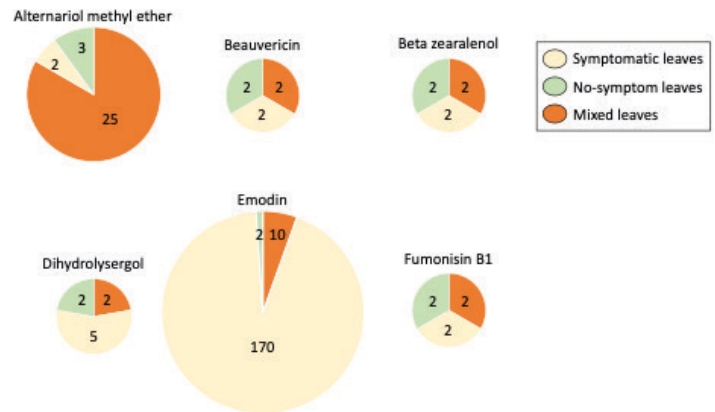 Alternariol methyl ether
3
2
25
Beauvericin
2 2
2
Beta zearalenol
2 2
2
Symptomatic leaves
No-symptom leaves
Mixed leaves
Dihydrolysergol
2 2
5
Emodin
2 10
170
Fumonisin B1
2 2
2